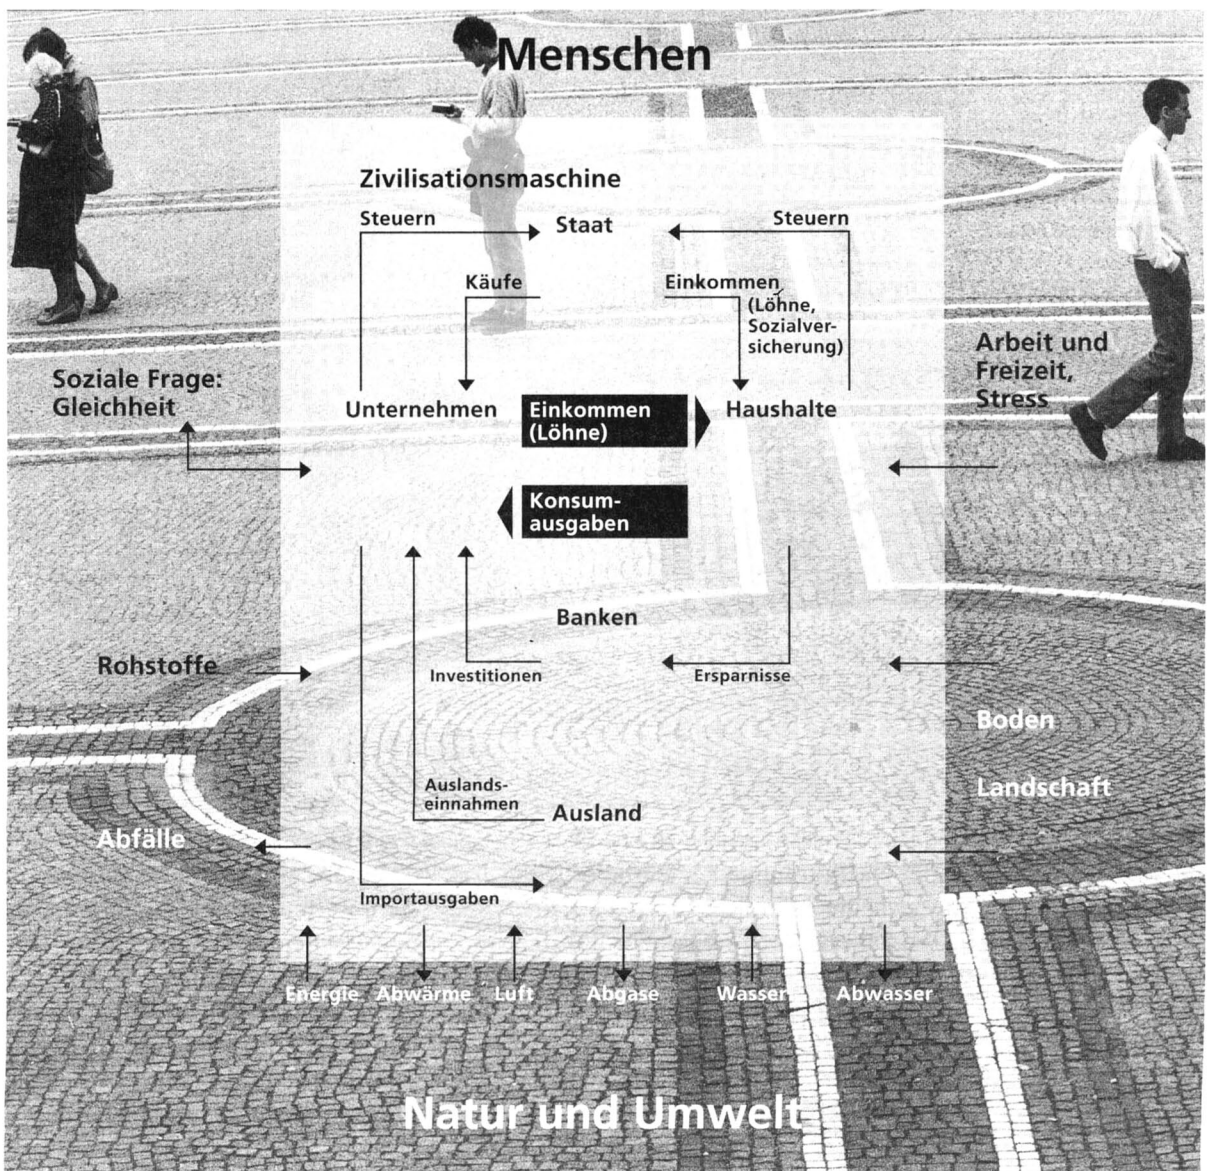 Menschen
Zivilisationsmaschine
Steuern
Staat
Steuern
Käufe
Einkommen
(Löhne,
Sozialver-
sicherung)
Arbeit und
Freizeit,
Stress
Soziale Frage:
Gleichheit
Unternehmen
Einkommen
(Löhne)
Haushalte
Konsum-
ausgaben
Banken
Rohstoffe
Investitionen
Ersparnisse
Boden
Landschaft
Auslands-
einnahmen
Ausland
Abfälle
Importausgaben
Energie
Abwärme
Luft
Abgase
Wasser
Abwasser
Natur und Umwelt